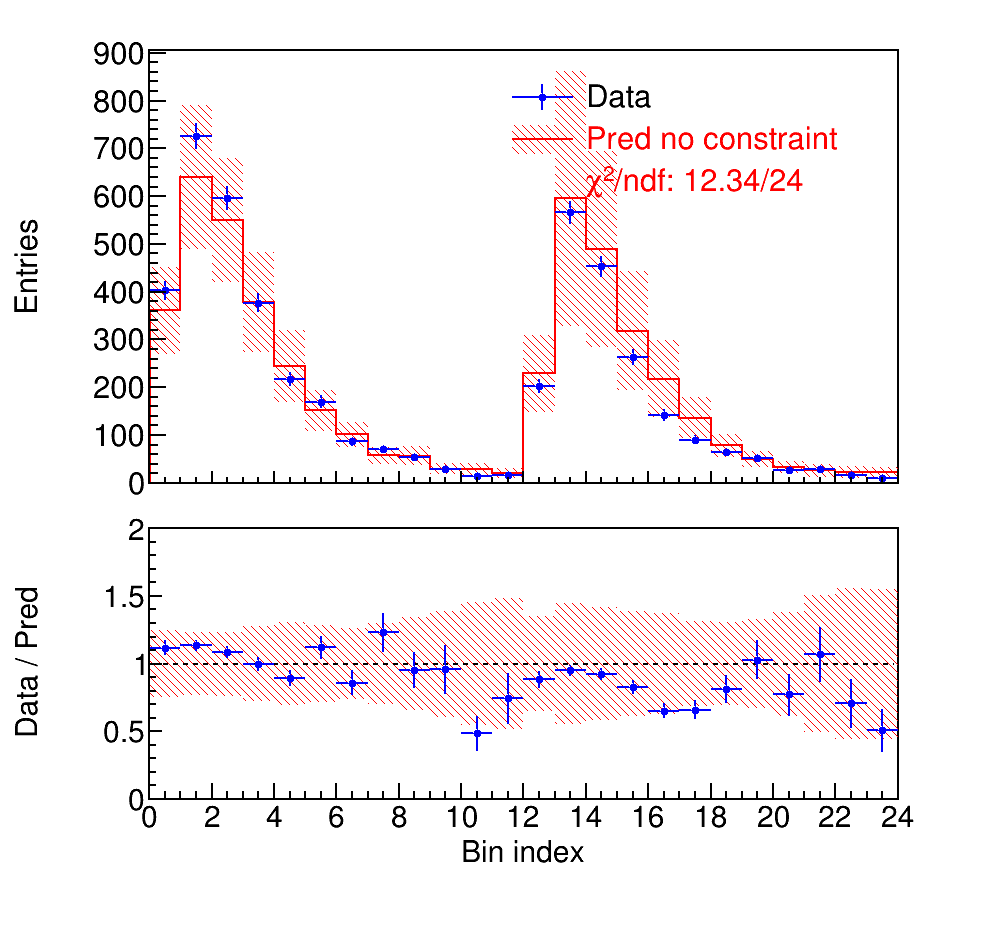 900
800
700
600
500
400
300
200
100
0
Entries
Data
Pred no constraint
χ²/ndf: 12.34/24
2
1.5
1
0.5
0
Data / Pred
0 2 4 6 8 10 12 14 16 18 20 22 24
Bin index